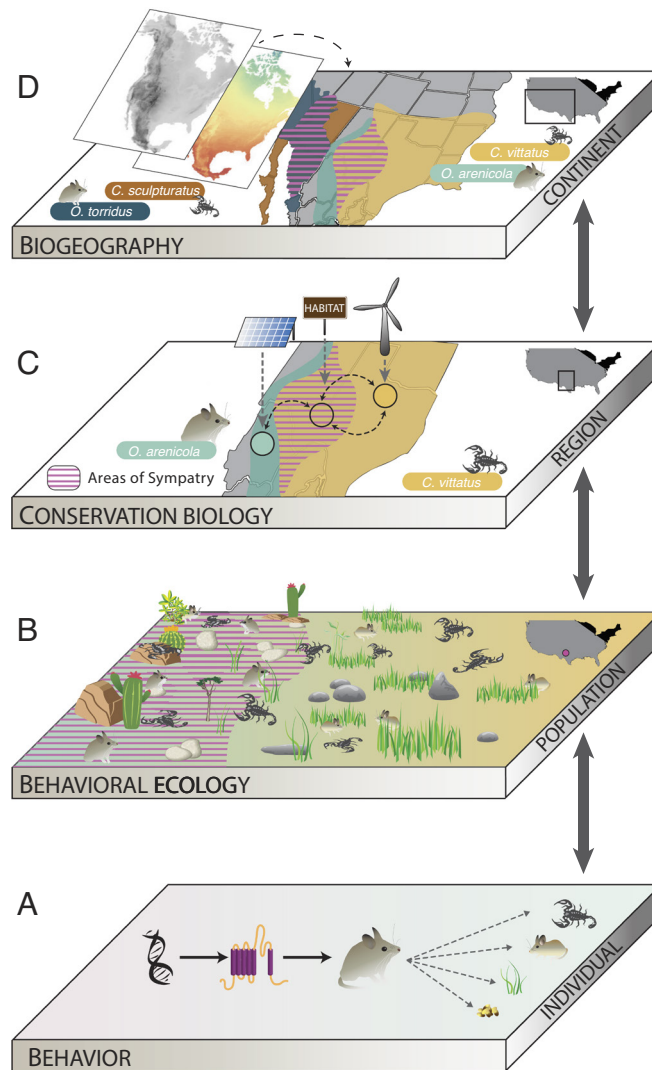 D
C. sculpturatus
O. torridus
C. vittatus
O. arenicola
CONTINENT
BIOGEOGRAPHY
C
HABITAT
O. arenicola
Areas of Sympatry
C. vittatus
REGION
CONSERVATION BIOLOGY
B
POPULATION
BEHAVIORAL ECOLOGY
A
INDIVIDUAL
BEHAVIOR